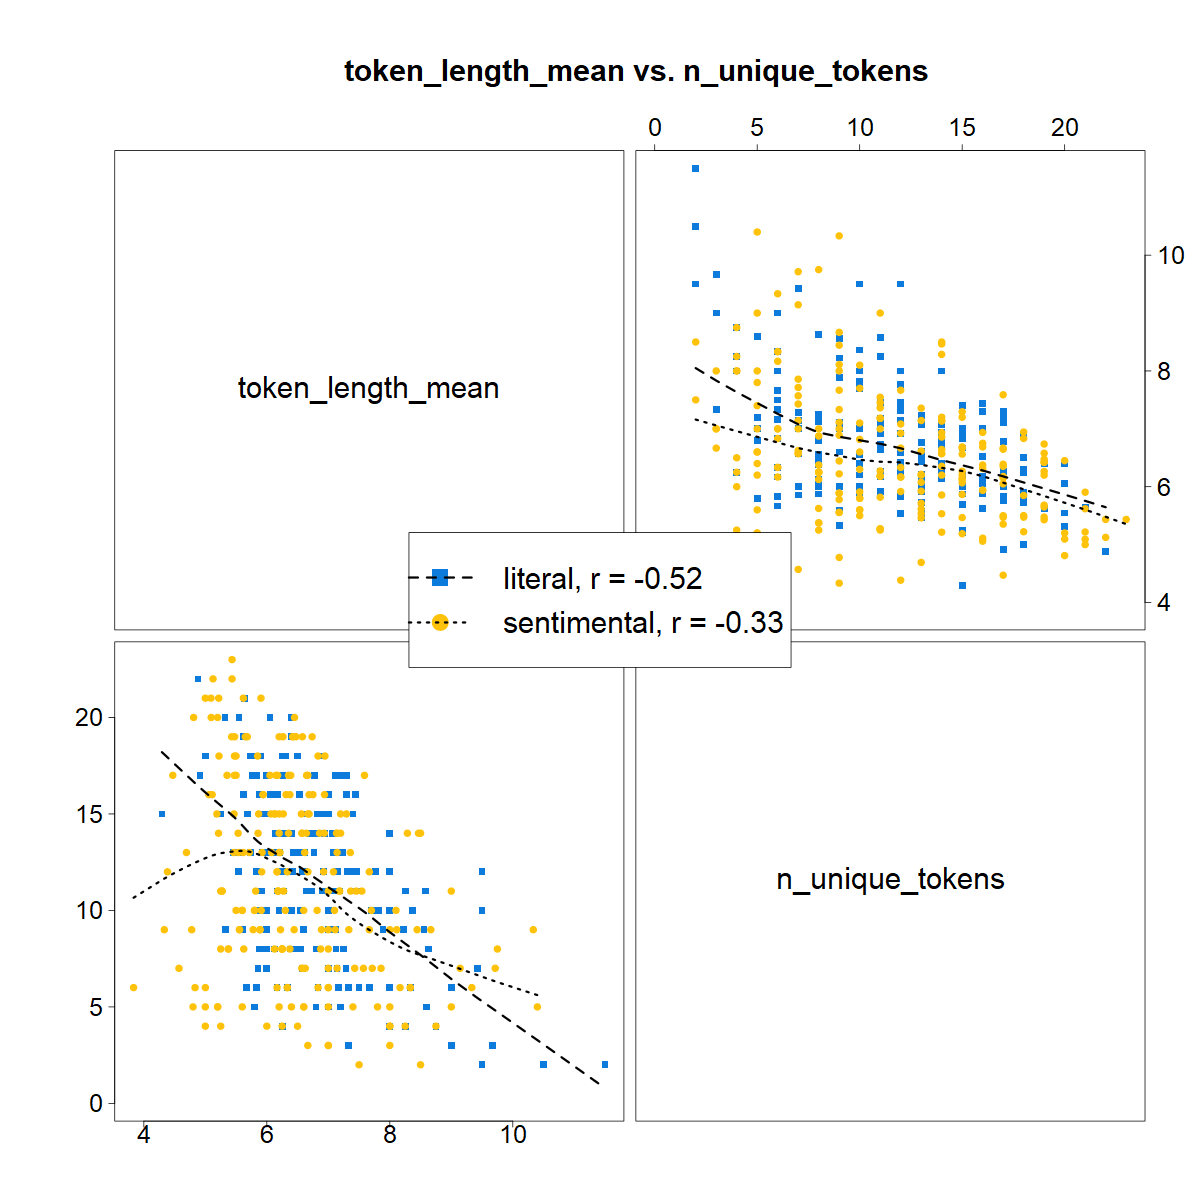 token_length_mean vs. n_unique_tokens
0 5 10 15 20
token_length_mean
10
8
6
4
literal, r = -0.52
sentimental, r = -0.33
20
15
10
5
0
n_unique_tokens
4 6 8 10